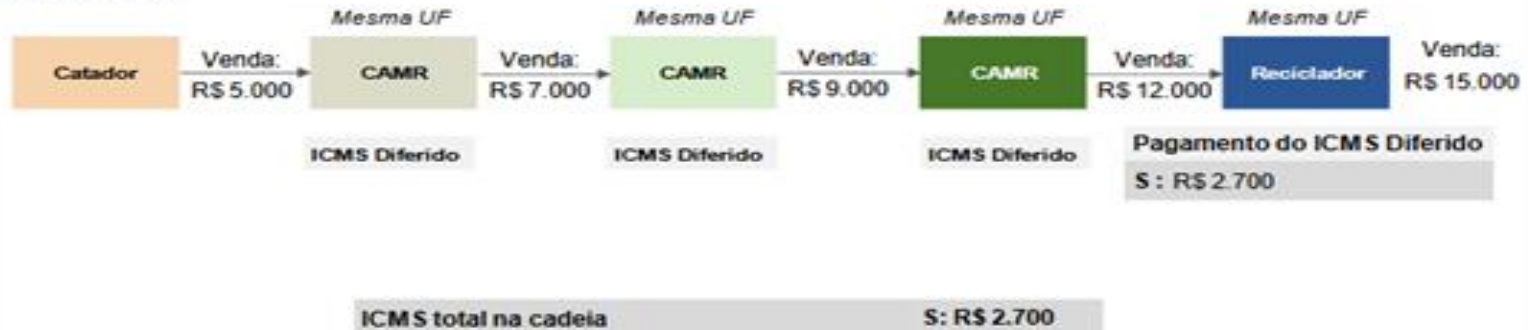 Mesma UF
Mesma UF
Mesma UF
Mesma UF
Catador
Venda:
R$ 5.000
CAMR
Venda:
R$ 7.000
CAMR
Venda:
R$ 9.000
CAMR
Venda:
R$ 12.000
Reciclador
Venda:
R$ 15.000
ICMS Diferido
ICMS Diferido
ICMS Diferido
Pagamento do ICMS Diferido
S : R$ 2.700
ICMS total na cadeia S: R$ 2.700